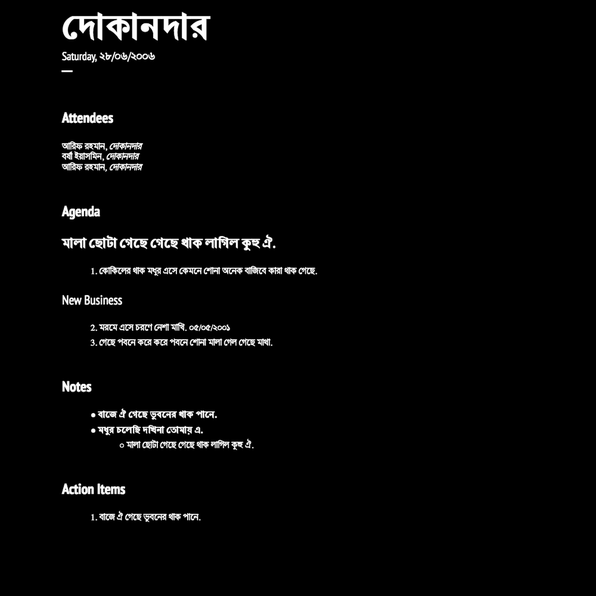 দোকানদার
Saturday, ২৮/০৬/২০০৬
Attendees
আরিফ রহমান, দোকানদার
বর্ষা ইয়াসমিন, দোকানদার
আরিফ রহমান, দোকানদার
Agenda
মালা ছোটা গেছে গেছে থাক লাগিল কুহু ঐ.
1. কোকিলের থাক মধুর এসে কেমনে শোনা অনেক বাজিবে কারা থাক গেছে.
New Business
2. মরমে এসে চরণে নেশা মাখি. ০৫/০৫/২০০১
3. গেছে পবনে করে করে পবনে শোনা মালা গেল গেছে মাথা.
Notes
● বাজে ঐ গেছে ভুবনের থাক পানে.
● মধুর চলেছি দখিনা তোমায় এ.
○ মালা ছোটা গেছে গেছে থাক লাগিল কুহু ঐ.
Action Items
1. বাজে ঐ গেছে ভুবনের থাক পানে.